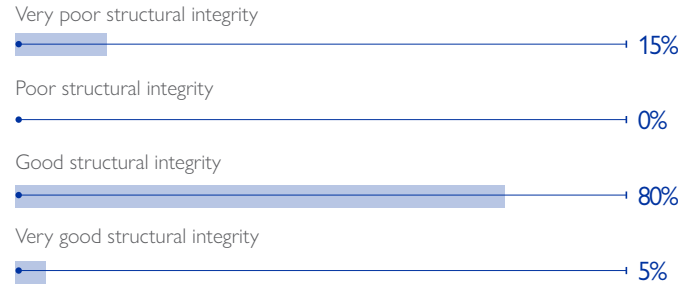 Very poor structural integrity
15%
Poor structural integrity
0%
Good structural integrity
80%
Very good structural integrity
5%